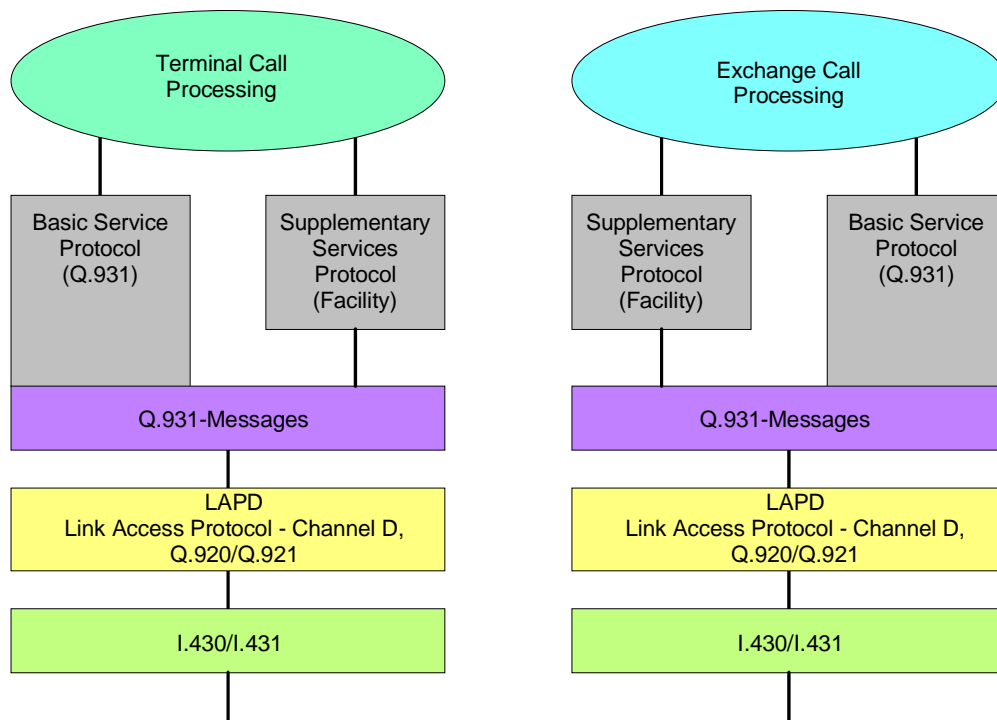 Terminal Call
Processing
Exchange Call
Processing
Basic Service
Protocol
(Q.931)
Supplementary
Services
Protocol
(Facility)
Supplementary
Services
Protocol
(Facility)
Basic Service
Protocol
(Q.931)
Q.931-Messages
Q.931-Messages
LAPD
Link Access Protocol - Channel D,
Q.920/Q.921
LAPD
Link Access Protocol - Channel D,
Q.920/Q.921
I.430/I.431
I.430/I.431